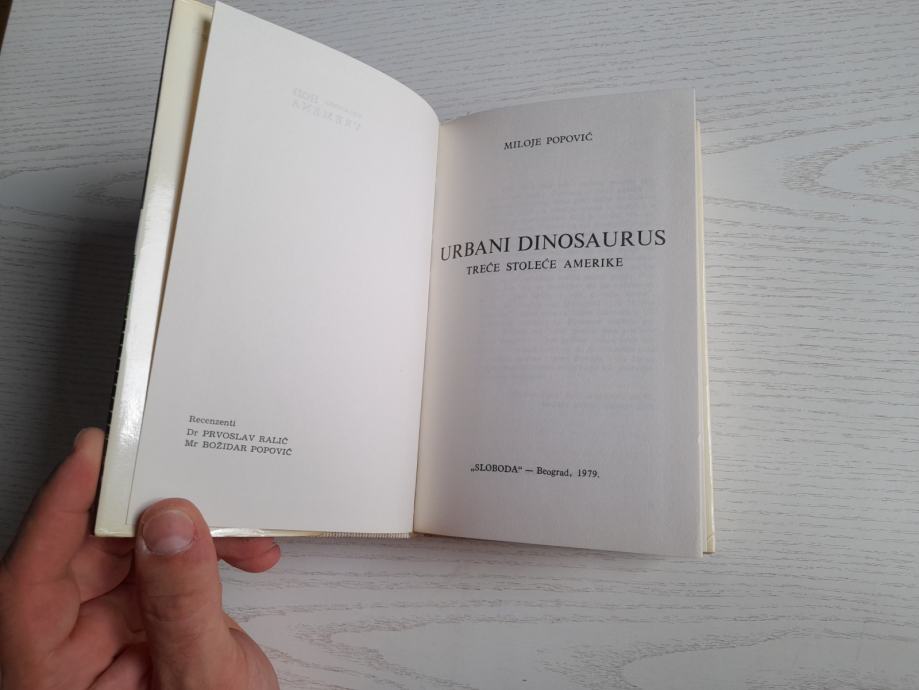 Recenzenti
Dr PRVOSLAV RALIĆ
Mr BOŽIDAR POPOVIĆ
MILOJE POPOVIĆ
URBANI DINOSAURUS
TREĆE STOLEĆE AMERIKE
„SLOBODA“ — Beograd, 1979.